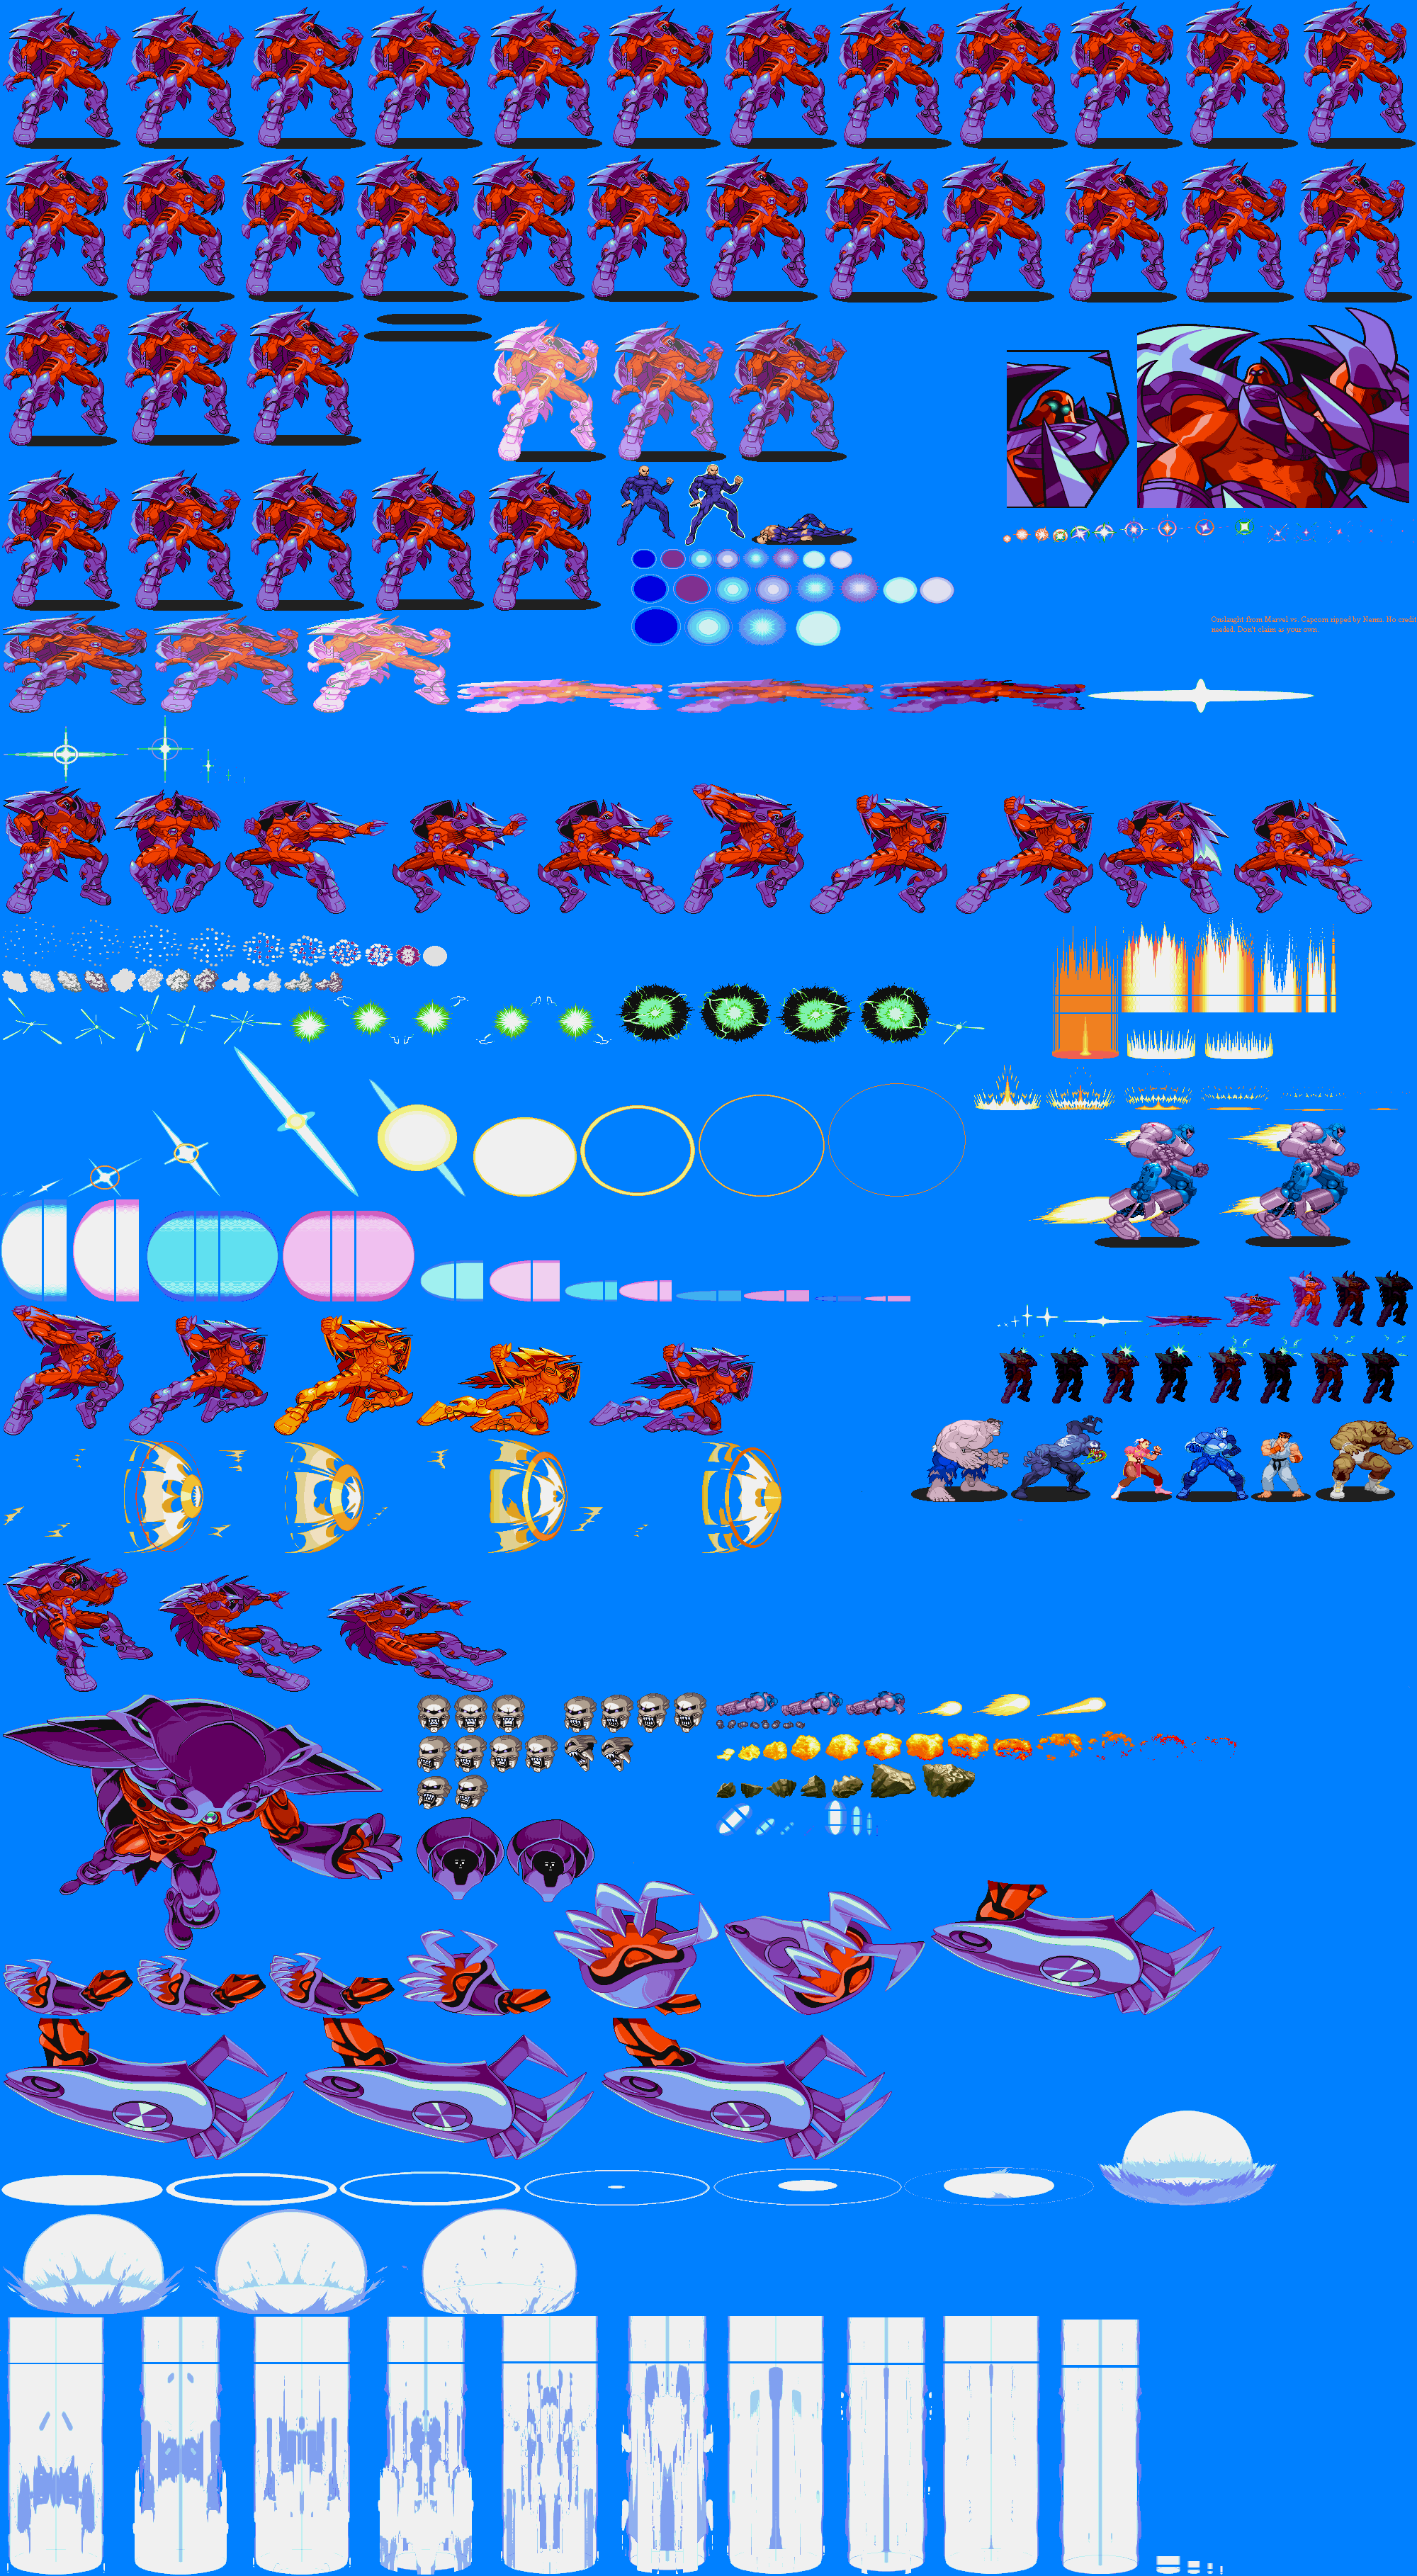 Onslaught from Marvel vs. Capcom ripped by Nemo. No credit
needed. Don't claim as your own.